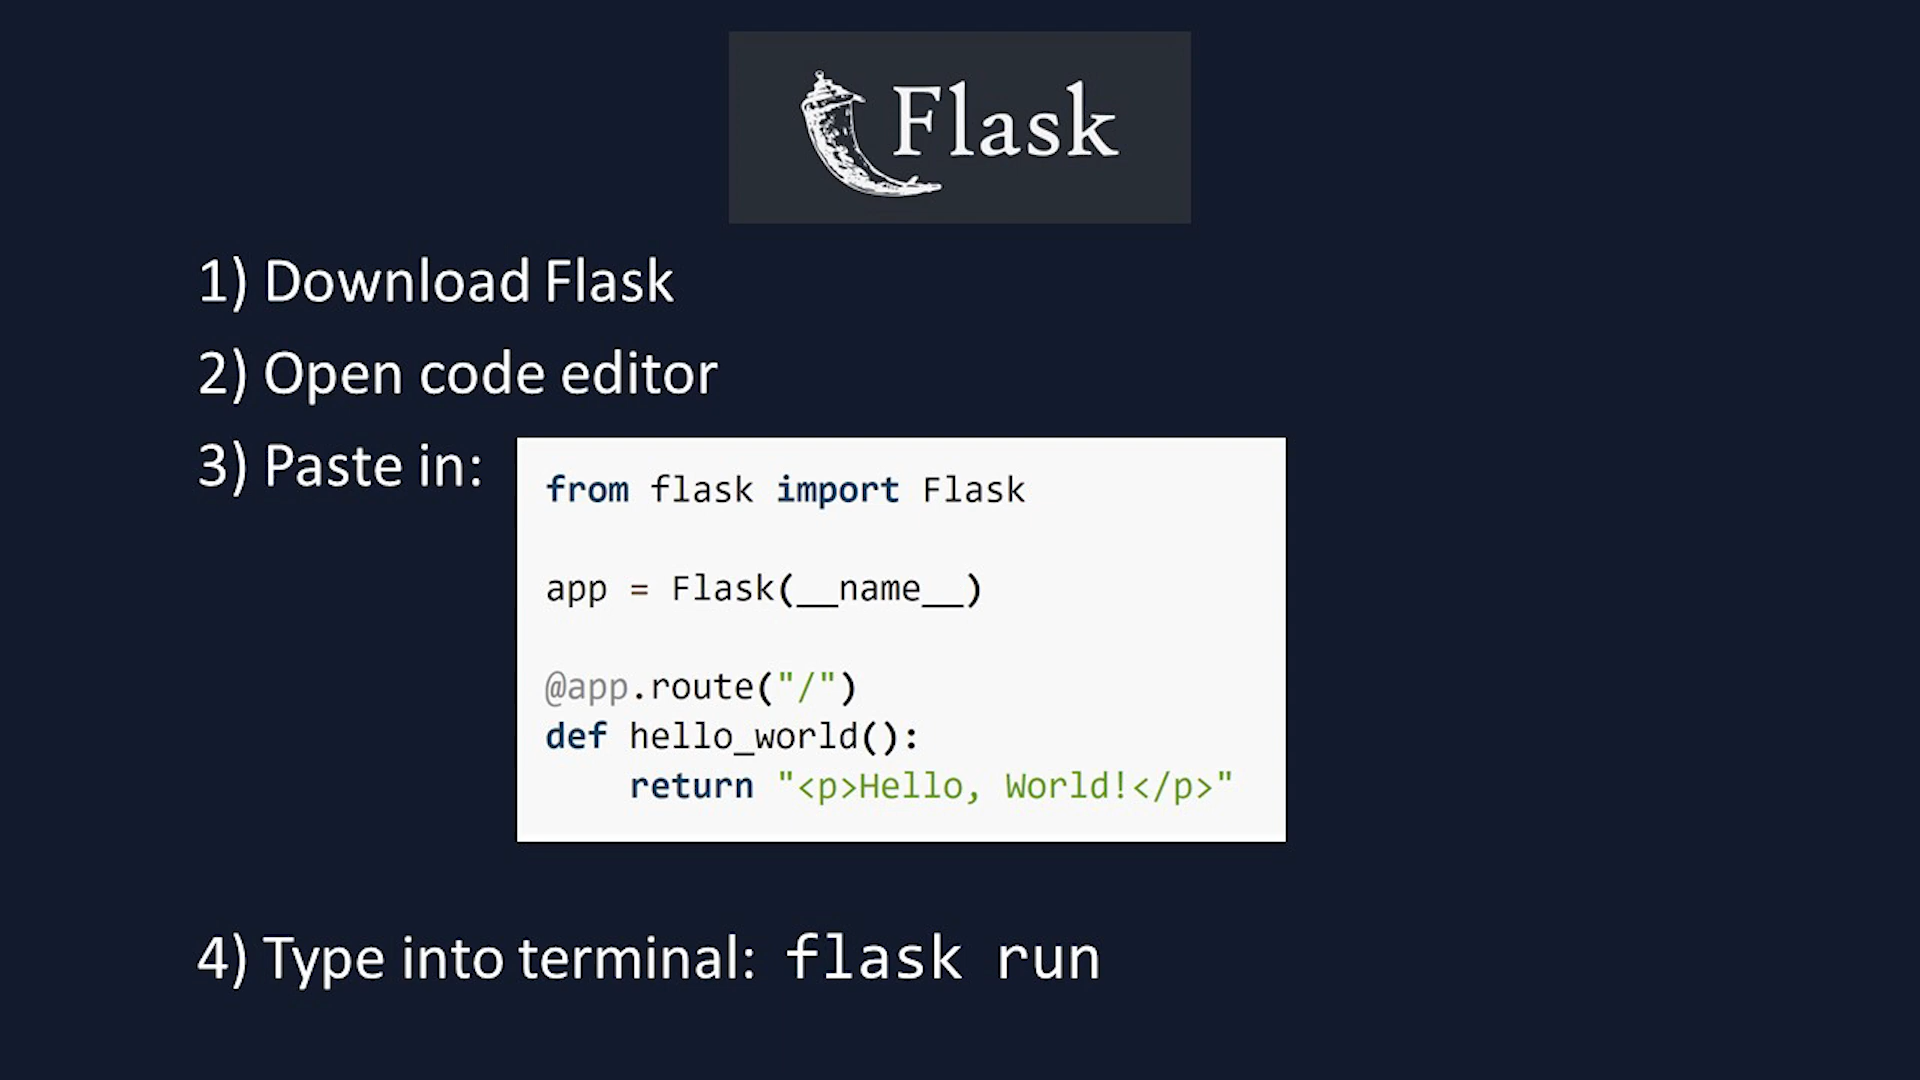 Flask
1) Download Flask
2) Open code editor
3) Paste in:
from flask import Flask
app = Flask(__name__)
@app.route("/")
def hello_world():
    return "<p>Hello, World!</p>"
4) Type into terminal: flask run